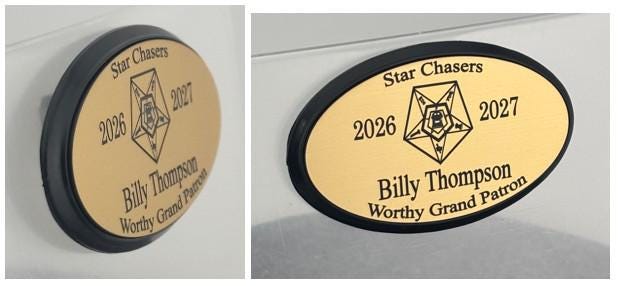 Star Chasers
2026 2027
Billy Thompson
Worthy Grand Patron
Star Chasers
2026 2027
Billy Thompson
Worthy Grand Patron